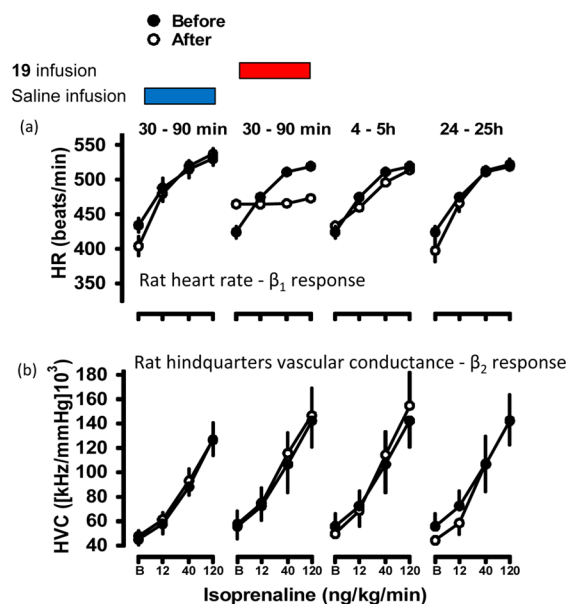 Before
After
19 infusion
Saline infusion
(a) 30 - 90 min 30 - 90 min 4 - 5h 24 - 25h
HR (beats/min)
550
500
450
400
350
Rat heart rate - β₁ response
(b) Rat hindquarters vascular conductance - β₂ response
HVC ([kHz/mmHg]10³)
180
160
140
120
100
80
60
40
B 12 40 120 B 12 40 120 B 12 40 120 B 12 40 120
Isoprenaline (ng/kg/min)